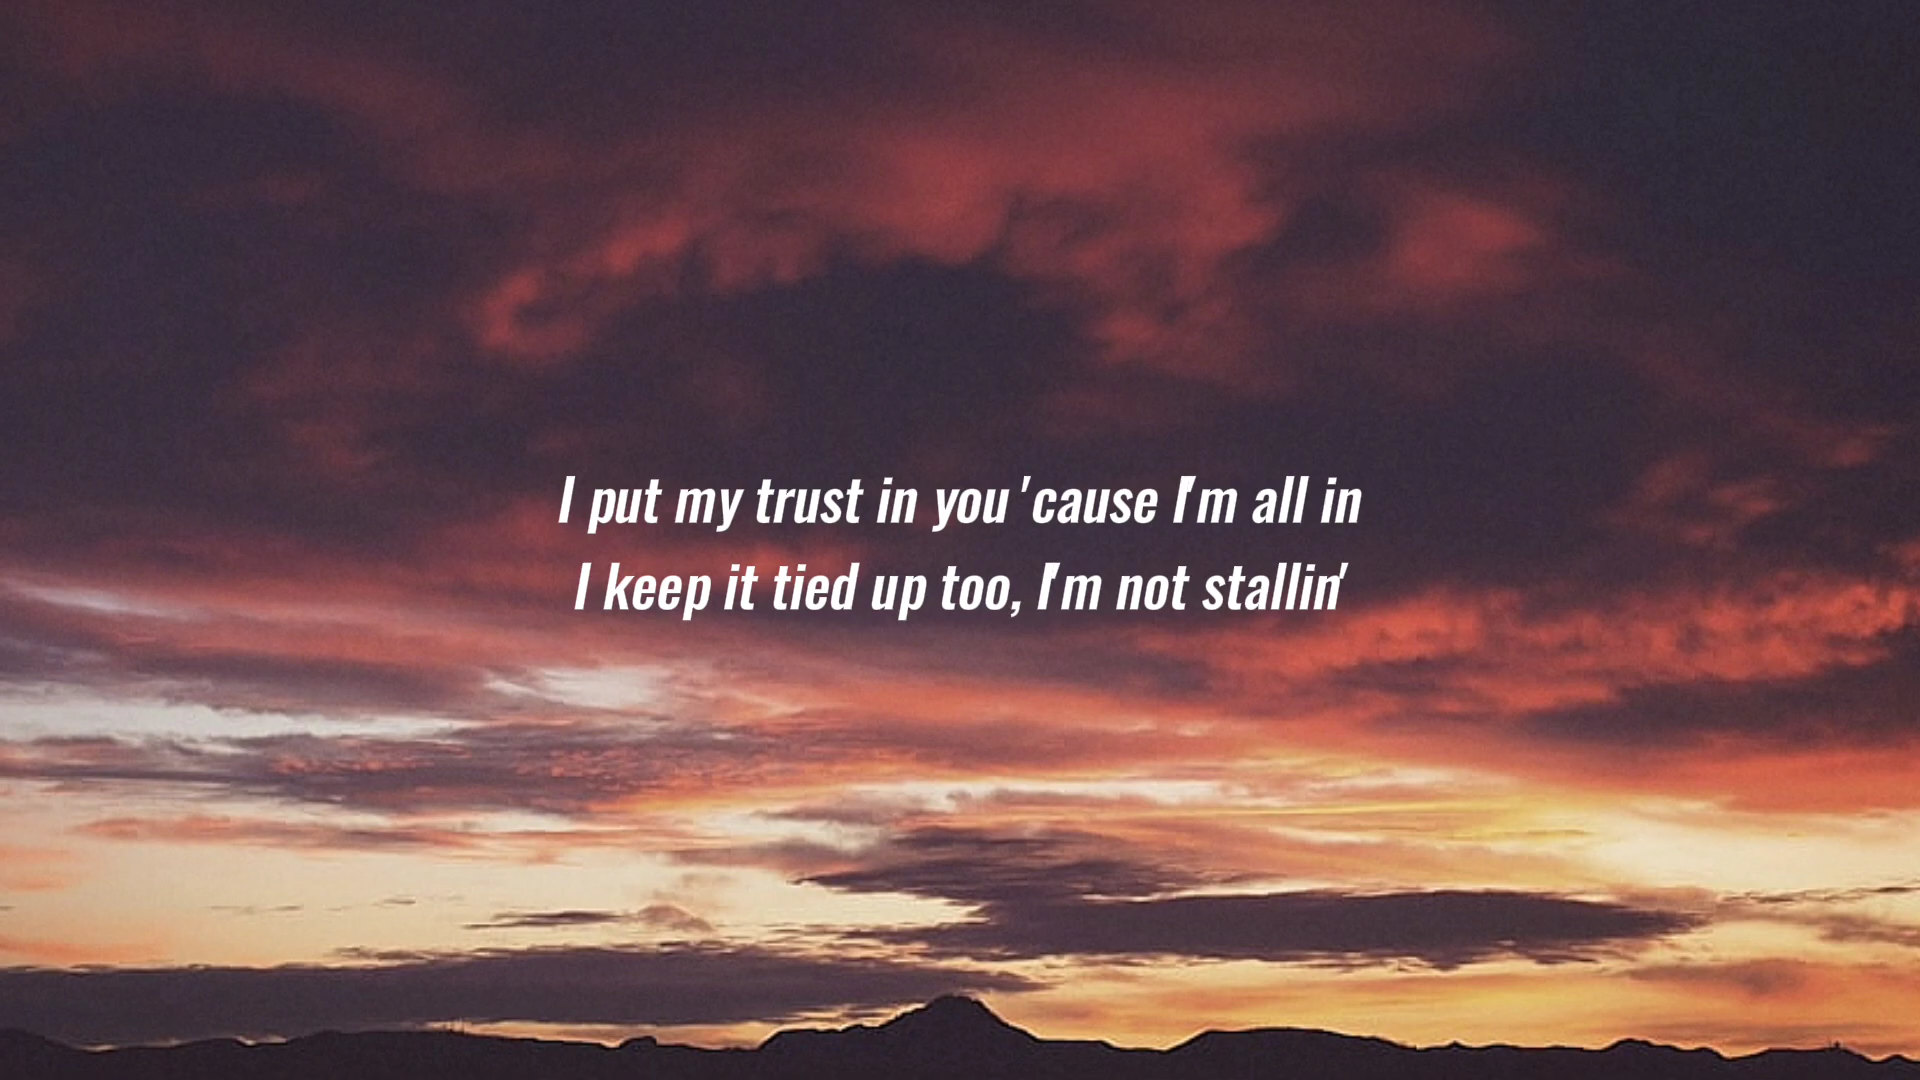 I put my trust in you 'cause I'm all in
I keep it tied up too, I'm not stallin'